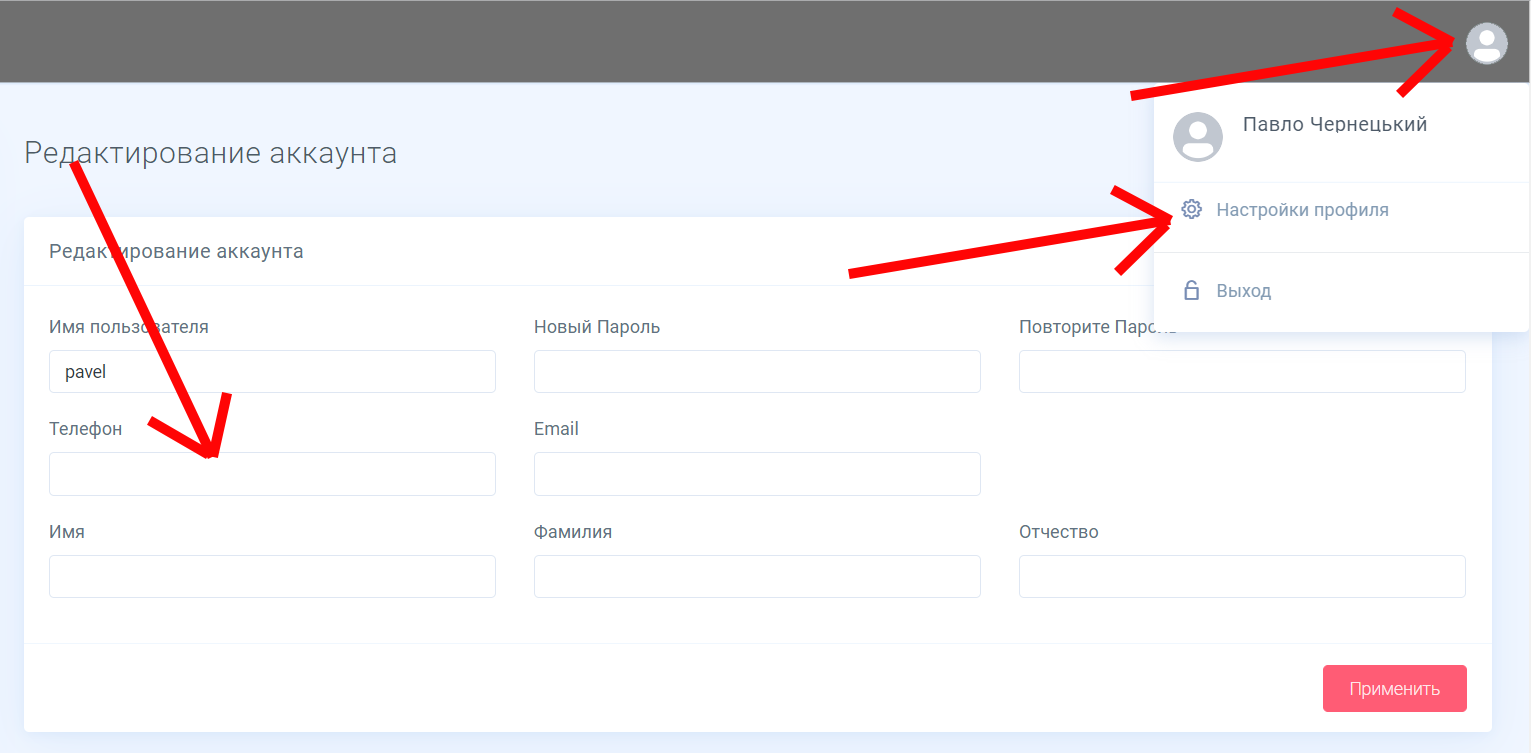 Павло Чернецький
Настройки профиля
Выход
Редактирование аккаунта
Редактирование аккаунта
Имя пользователя
Новый Пароль
Повторите Пароль
pavel
Телефон
Email
Имя
Фамилия
Отчество
Применить